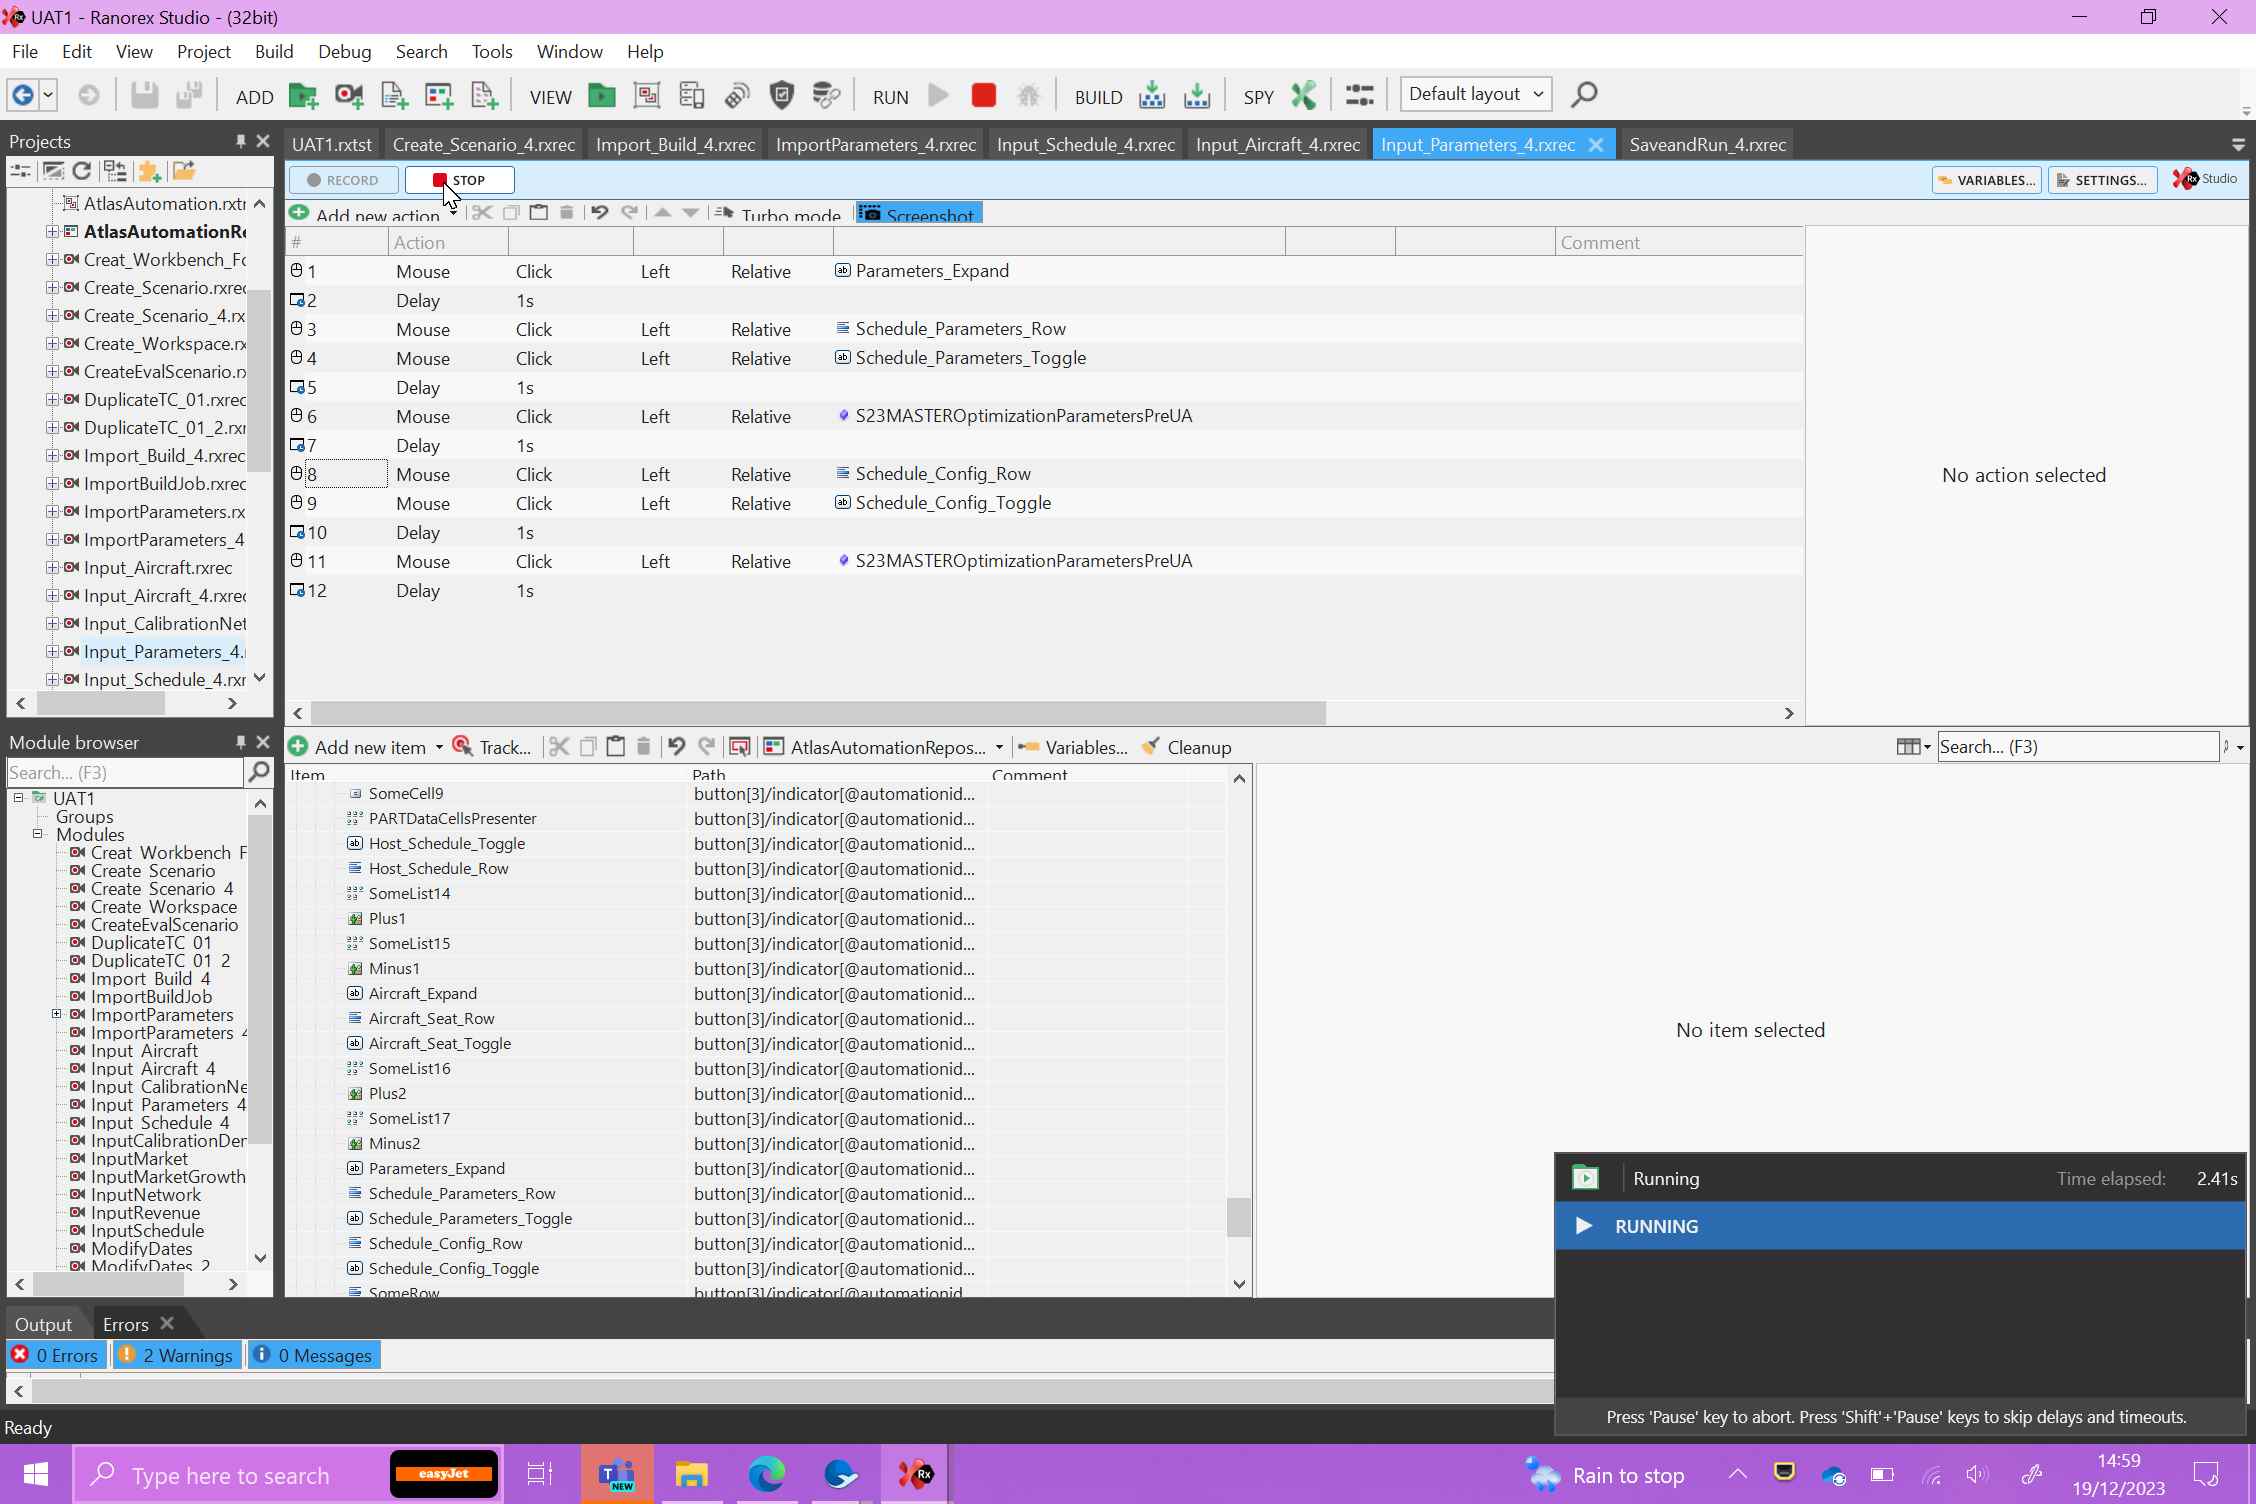 UAT1 - Ranorex Studio - (32bit)
File Edit View Project Build Debug Search Tools Window Help
ADD VIEW RUN BUILD SPY Default layout
Projects
UAT1.rxtst Create_Scenario_4.rxrec Import_Build_4.rxrec ImportParameters_4.rxrec Input_Schedule_4.rxrec Input_Aircraft_4.rxrec Input_Parameters_4.rxrec SaveandRun_4.rxrec
RECORD STOP VARIABLES... SETTINGS... Rx Studio
Add new action Turbo mode Screenshot
AtlasAutomation.rxtr
AtlasAutomationRe
Creat_Workbench_Fo
Create_Scenario.rxrec
Create_Scenario_4.rx
Create_Workspace.rx
CreateEvalScenario.rx
DuplicateTC_01.rxrec
DuplicateTC_01_2.rxr
Import_Build_4.rxrec
ImportBuildJob.rxrec
ImportParameters.rx
ImportParameters_4
Input_Aircraft.rxrec
Input_Aircraft_4.rxrec
Input_CalibrationNet
Input_Parameters_4.r
Input_Schedule_4.rxr
# Action Comment
1 Mouse Click Left Relative Parameters_Expand
2 Delay 1s
3 Mouse Click Left Relative Schedule_Parameters_Row
4 Mouse Click Left Relative Schedule_Parameters_Toggle
5 Delay 1s
6 Mouse Click Left Relative S23MASTEROptimizationParametersPreUA
7 Delay 1s
8 Mouse Click Left Relative Schedule_Config_Row
9 Mouse Click Left Relative Schedule_Config_Toggle
10 Delay 1s
11 Mouse Click Left Relative S23MASTEROptimizationParametersPreUA
12 Delay 1s
No action selected
Module browser
Search... (F3)
UAT1
Groups
Modules
Creat Workbench F
Create Scenario
Create Scenario 4
Create Workspace
CreateEvalScenario
DuplicateTC 01
DuplicateTC 01 2
Import Build 4
ImportBuildJob
ImportParameters
ImportParameters 4
Input Aircraft
Input Aircraft 4
Input CalibrationNe
Input Parameters 4
Input Schedule 4
InputCalibrationDer
InputMarket
InputMarketGrowth
InputNetwork
InputRevenue
InputSchedule
ModifyDates
ModifyDates 2
Add new item Track... AtlasAutomationRepos... Variables... Cleanup Search... (F3)
Item Path Comment
SomeCell9 button[3]/indicator[@automationid...
PARTDataCellsPresenter button[3]/indicator[@automationid...
Host_Schedule_Toggle button[3]/indicator[@automationid...
Host_Schedule_Row button[3]/indicator[@automationid...
SomeList14 button[3]/indicator[@automationid...
Plus1 button[3]/indicator[@automationid...
SomeList15 button[3]/indicator[@automationid...
Minus1 button[3]/indicator[@automationid...
Aircraft_Expand button[3]/indicator[@automationid...
Aircraft_Seat_Row button[3]/indicator[@automationid...
Aircraft_Seat_Toggle button[3]/indicator[@automationid...
SomeList16 button[3]/indicator[@automationid...
Plus2 button[3]/indicator[@automationid...
SomeList17 button[3]/indicator[@automationid...
Minus2 button[3]/indicator[@automationid...
Parameters_Expand button[3]/indicator[@automationid...
Schedule_Parameters_Row button[3]/indicator[@automationid...
Schedule_Parameters_Toggle button[3]/indicator[@automationid...
Schedule_Config_Row button[3]/indicator[@automationid...
Schedule_Config_Toggle button[3]/indicator[@automationid...
SomeRow button[3]/indicator[@automationid...
No item selected
Running Time elapsed: 2.41s
RUNNING
Press 'Pause' key to abort. Press 'Shift'+'Pause' keys to skip delays and timeouts.
Output Errors
0 Errors 2 Warnings 0 Messages
Ready
Type here to search easyJet NEW Rx Rain to stop 14:59
19/12/2023